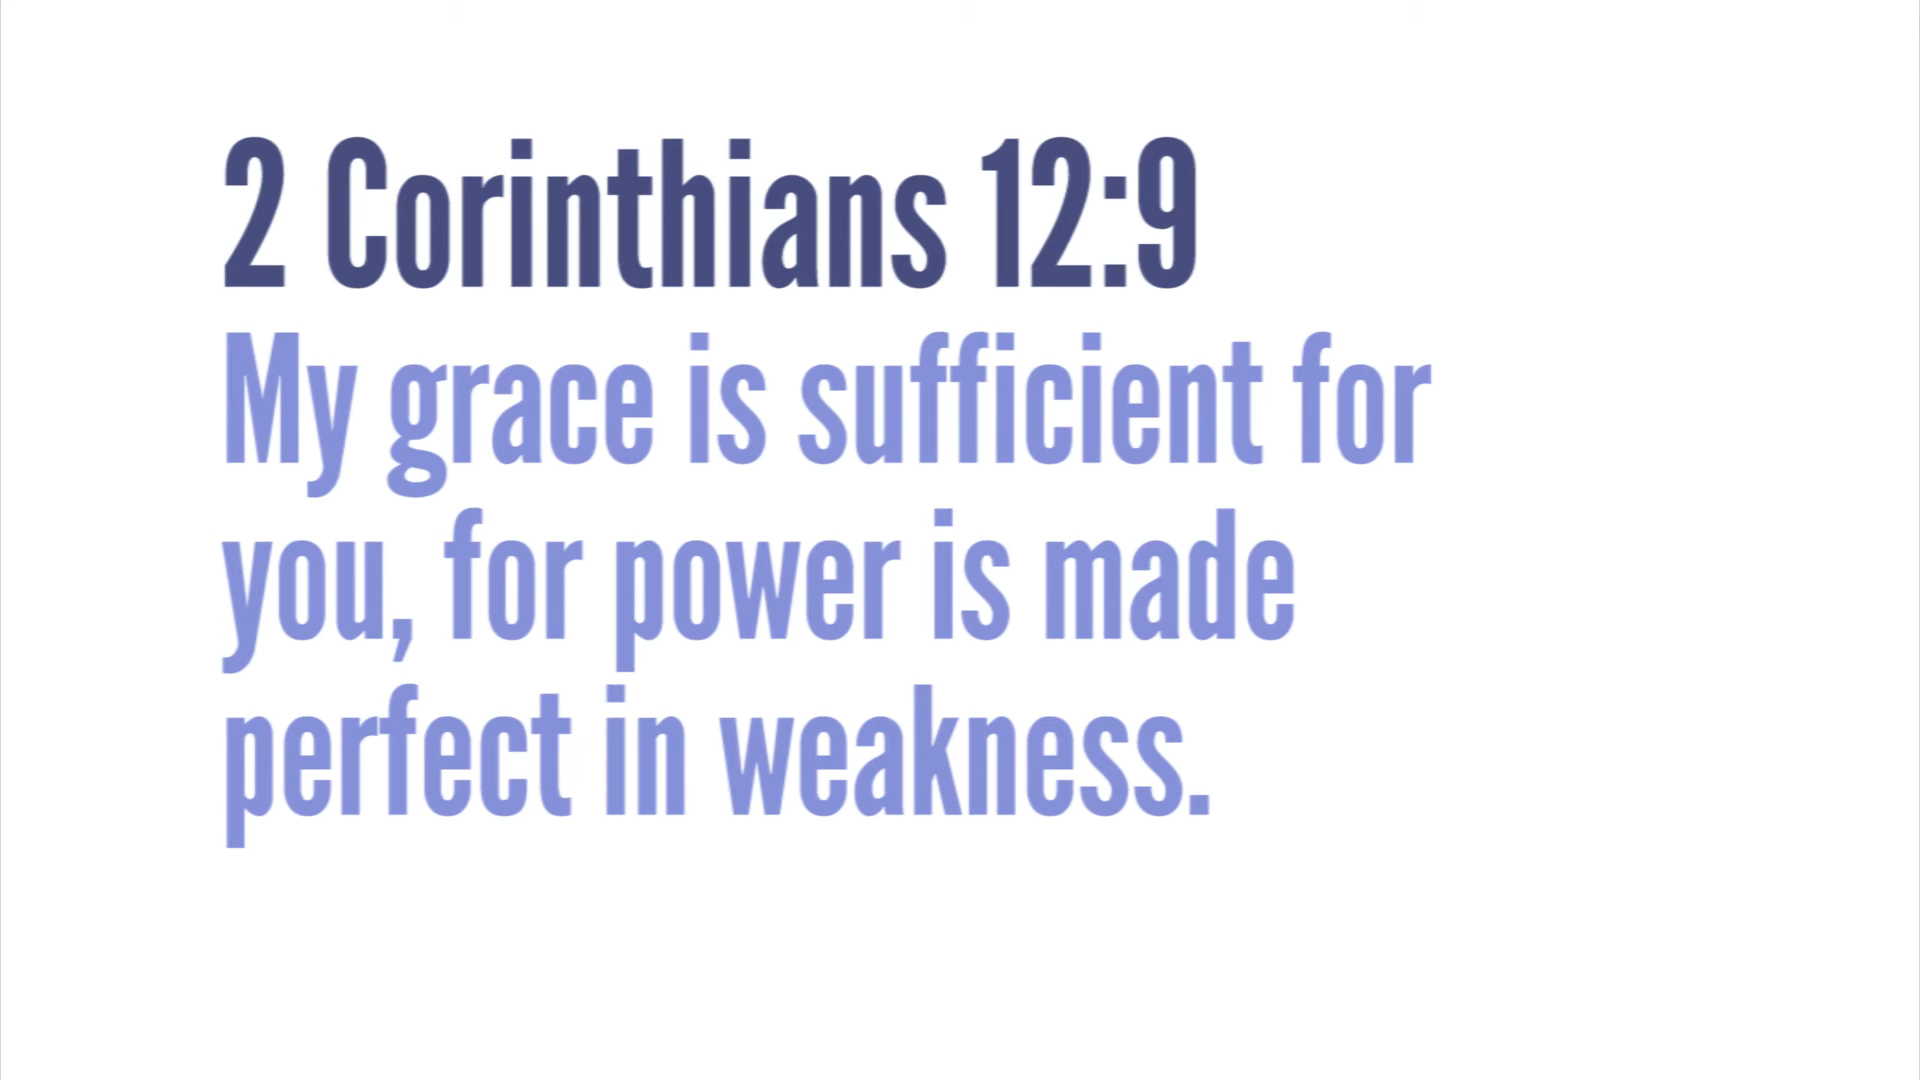 2 Corinthians 12:9
My grace is sufficient for
you, for power is made
perfect in weakness.